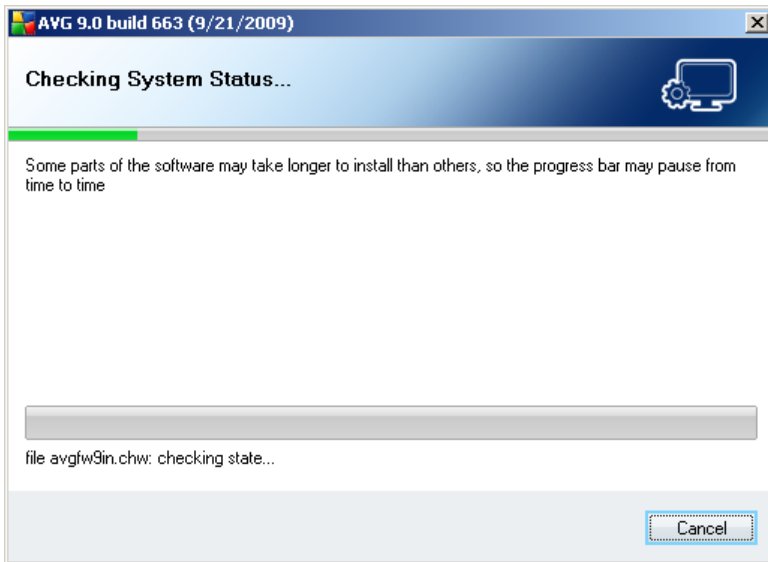 AVG 9.0 build 663 (9/21/2009)
Checking System Status...
Some parts of the software may take longer to install than others, so the progress bar may pause from
time to time
file avgfw9in.chw: checking state...
Cancel